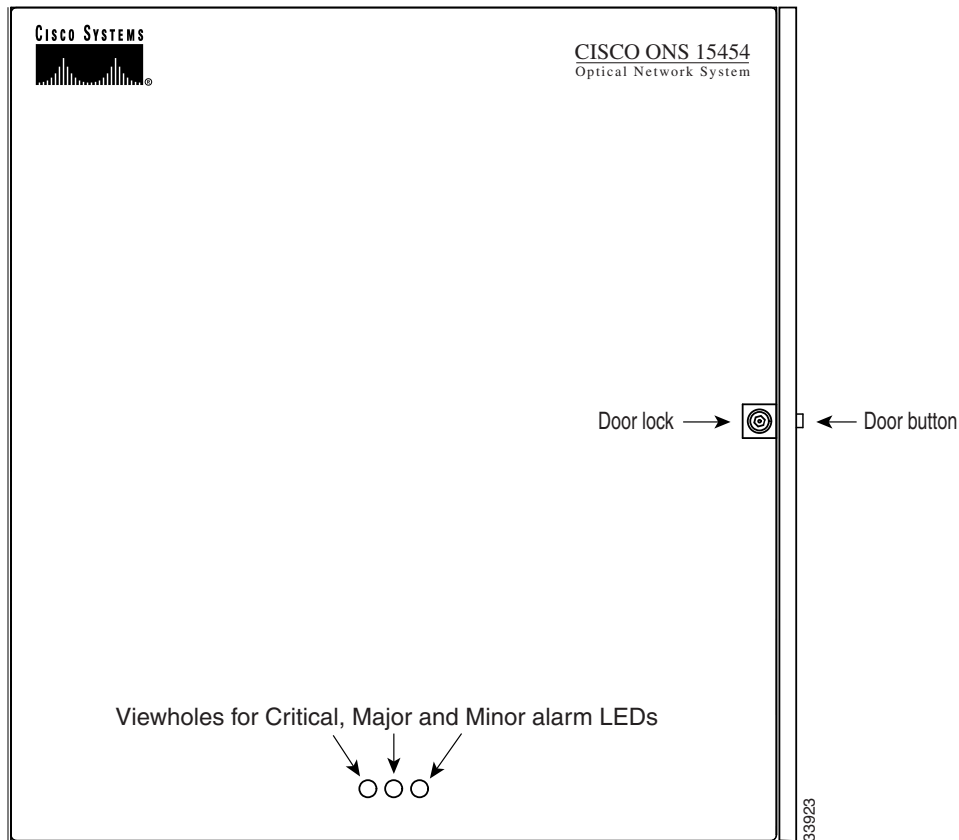 CISCO SYSTEMS
®
CISCO ONS 15454
Optical Network System
Door lock
Door button
Viewholes for Critical, Major and Minor alarm LEDs
33923